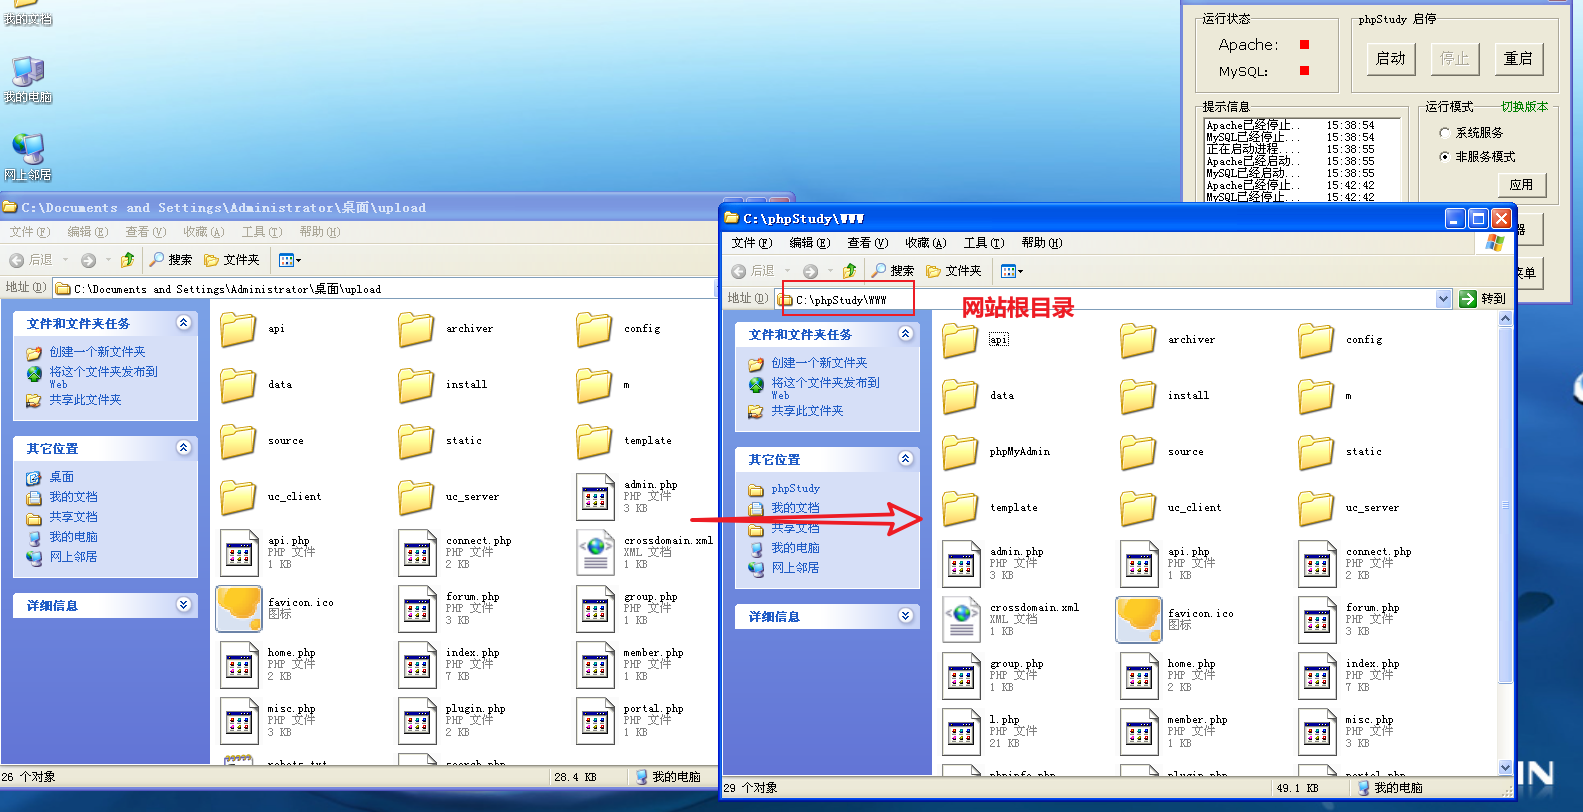 我的文档
我的电脑
网上邻居
运行状态
Apache:
MySQL:
phpStudy 启停
启动
停止
重启
提示信息
Apache已经停止.. 15:38:54
MySQL已经停止... 15:38:54
正在启动进程.... 15:38:55
Apache已经启动.. 15:38:55
MySQL已经启动... 15:38:55
Apache已经停止.. 15:42:42
MySQL已经停止... 15:42:42
运行模式
切换版本
系统服务
非服务模式
应用
器
菜单
C:\Documents and Settings\Administrator\桌面\upload
文件(F) 编辑(E) 查看(V) 收藏(A) 工具(T) 帮助(H)
后退 搜索 文件夹
地址(D) C:\Documents and Settings\Administrator\桌面\upload
文件和文件夹任务
创建一个新文件夹
将这个文件夹发布到
Web
共享此文件夹
其它位置
桌面
我的文档
共享文档
我的电脑
网上邻居
详细信息
api
archiver
config
data
install
m
source
static
template
uc_client
uc_server
admin.php
PHP 文件
3 KB
api.php
PHP 文件
1 KB
connect.php
PHP 文件
2 KB
crossdomain.xml
XML 文档
1 KB
favicon.ico
图标
forum.php
PHP 文件
3 KB
group.php
PHP 文件
1 KB
home.php
PHP 文件
2 KB
index.php
PHP 文件
7 KB
member.php
PHP 文件
1 KB
misc.php
PHP 文件
3 KB
plugin.php
PHP 文件
2 KB
portal.php
PHP 文件
1 KB
robots.txt
search.php
26 个对象
28.4 KB
我的电脑
C:\phpStudy\WWW
文件(F) 编辑(E) 查看(V) 收藏(A) 工具(T) 帮助(H)
后退 搜索 文件夹
地址(D) C:\phpStudy\WWW
转到
网站根目录
文件和文件夹任务
创建一个新文件夹
将这个文件夹发布到
Web
共享此文件夹
其它位置
phpStudy
我的文档
共享文档
我的电脑
网上邻居
详细信息
api
archiver
config
data
install
m
phpMyAdmin
source
static
template
uc_client
uc_server
admin.php
PHP 文件
3 KB
api.php
PHP 文件
1 KB
connect.php
PHP 文件
2 KB
crossdomain.xml
XML 文档
1 KB
favicon.ico
图标
forum.php
PHP 文件
3 KB
group.php
PHP 文件
1 KB
home.php
PHP 文件
2 KB
index.php
PHP 文件
7 KB
l.php
PHP 文件
21 KB
member.php
PHP 文件
1 KB
misc.php
PHP 文件
3 KB
phpinfo.php
plugin.php
portal.php
29 个对象
49.1 KB
我的电脑
IN